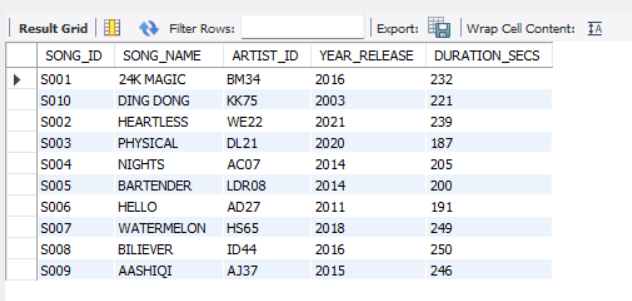 Result Grid Filter Rows: Export: Wrap Cell Content:
SONG_ID SONG_NAME ARTIST_ID YEAR_RELEASE DURATION_SECS
S001 24K MAGIC BM34 2016 232
S010 DING DONG KK75 2003 221
S002 HEARTLESS WE22 2021 239
S003 PHYSICAL DL21 2020 187
S004 NIGHTS AC07 2014 205
S005 BARTENDER LDR08 2014 200
S006 HELLO AD27 2011 191
S007 WATERMELON HS65 2018 249
S008 BILIEVER ID44 2016 250
S009 AASHIQI AJ37 2015 246